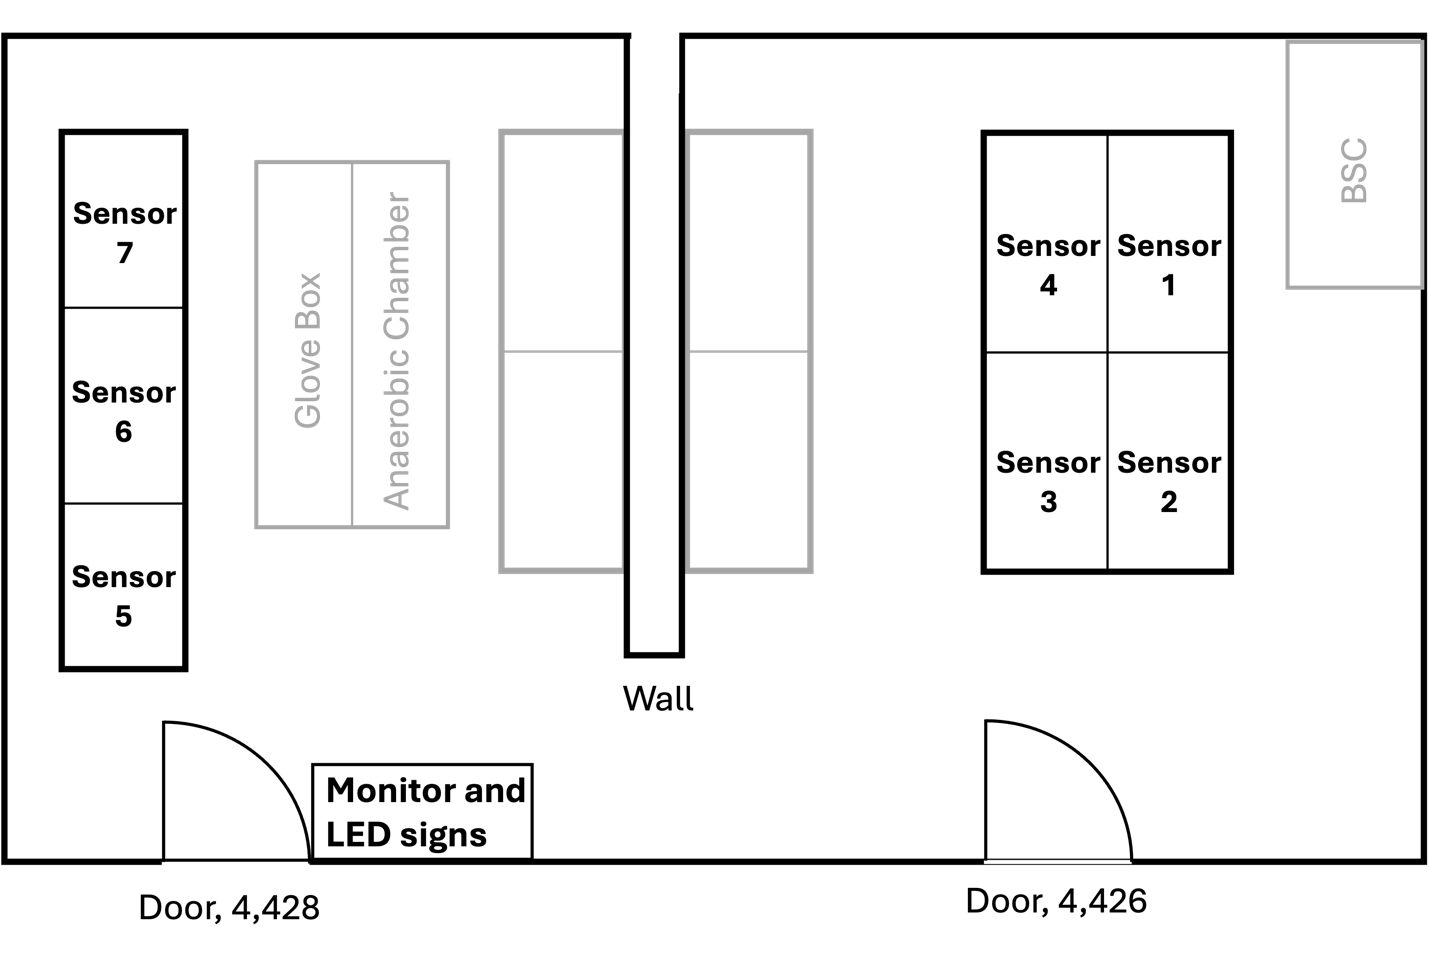 Sensor
7
Sensor
6
Sensor
5
Glove Box
Anaerobic Chamber
Wall
Sensor
4
Sensor
1
Sensor
3
Sensor
2
BSC
Monitor and
LED signs
Door, 4,428
Door, 4,426